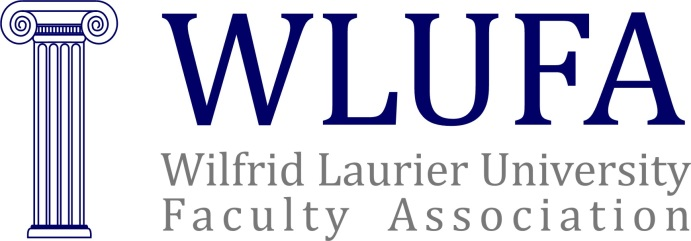 WLUFA
Wilfrid Laurier University
Faculty Association